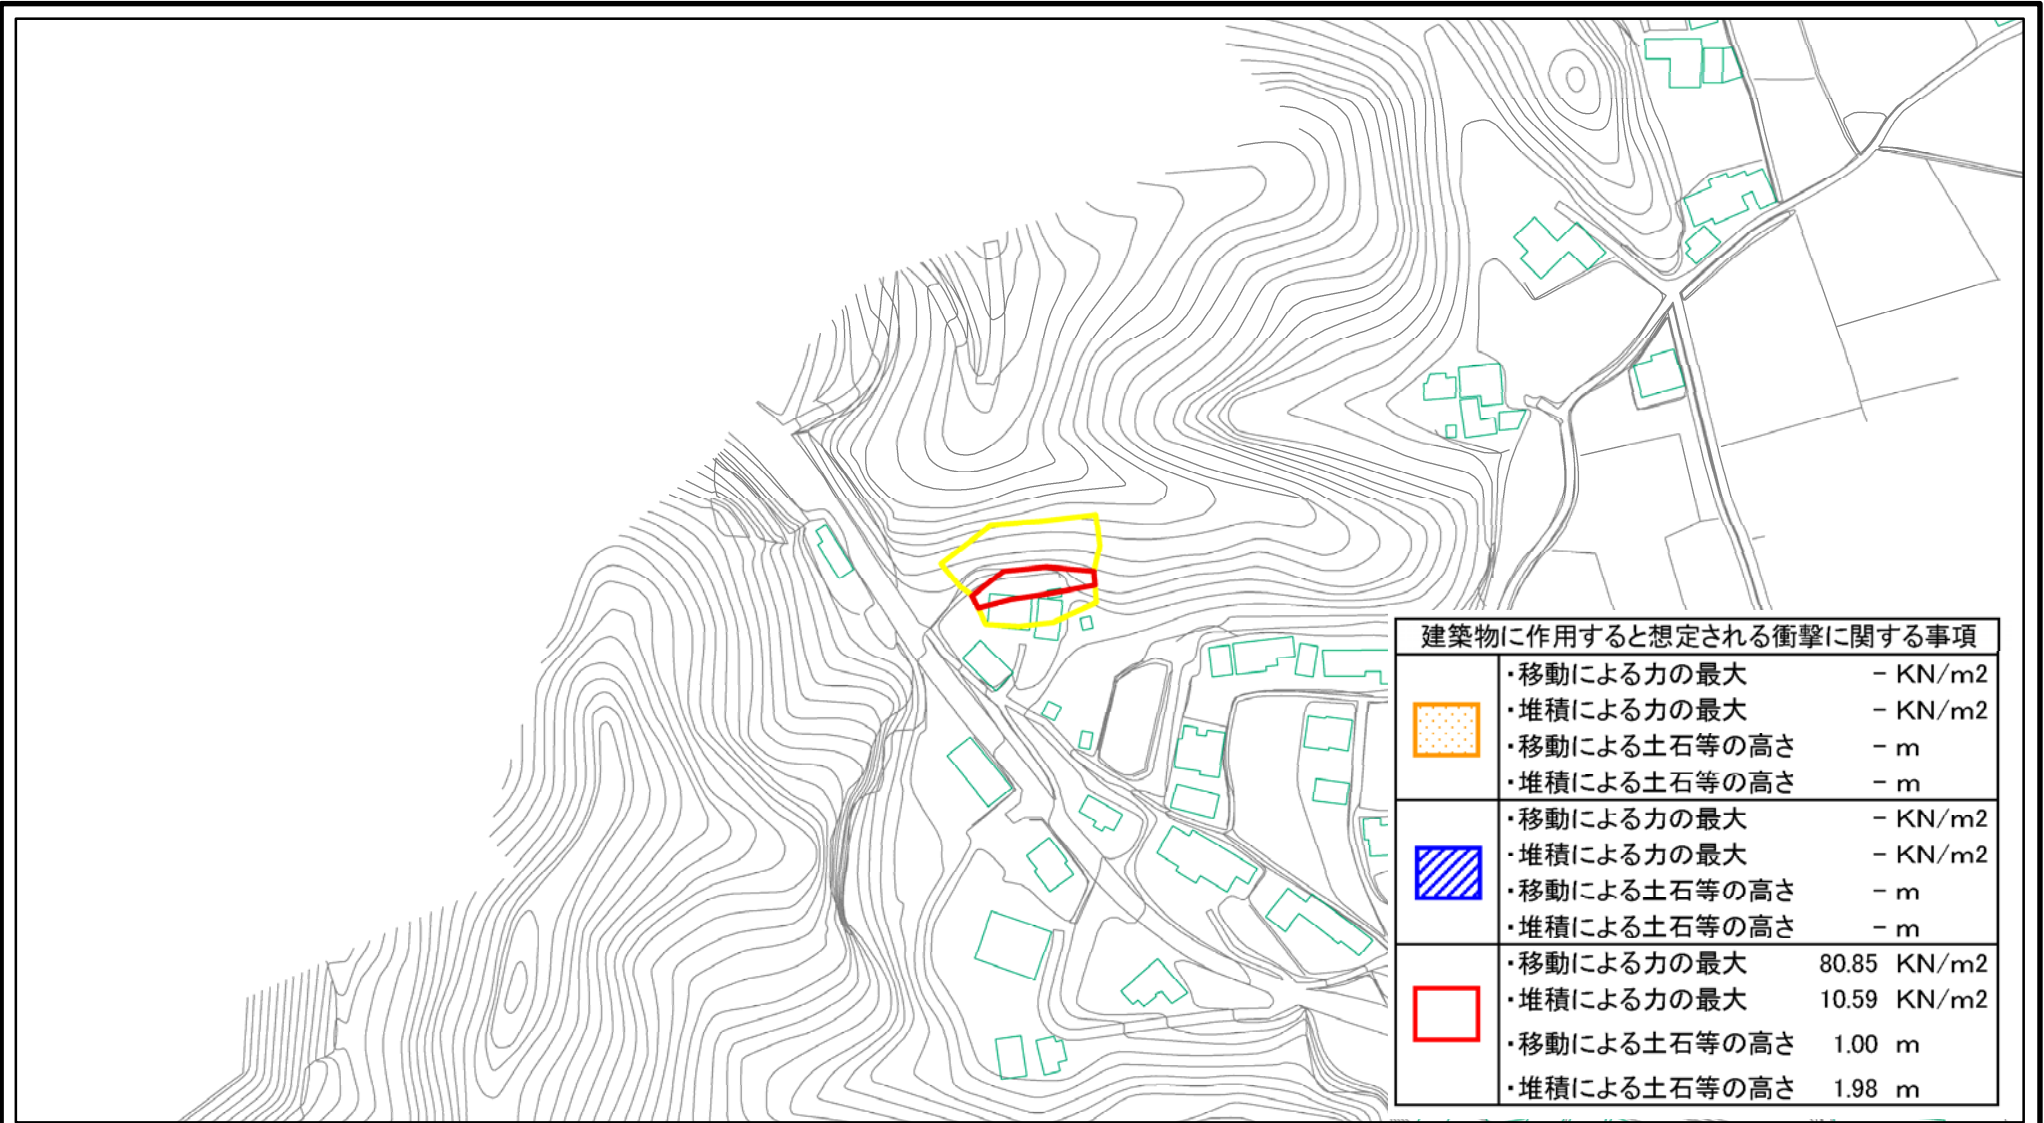 建築物に作用すると想定される衝撃に関する事項
・移動による力の最大 － KN/m2
・堆積による力の最大 － KN/m2
・移動による土石等の高さ － m
・堆積による土石等の高さ － m
・移動による力の最大 － KN/m2
・堆積による力の最大 － KN/m2
・移動による土石等の高さ － m
・堆積による土石等の高さ － m
・移動による力の最大 80.85 KN/m2
・堆積による力の最大 10.59 KN/m2
・移動による土石等の高さ 1.00 m
・堆積による土石等の高さ 1.98 m